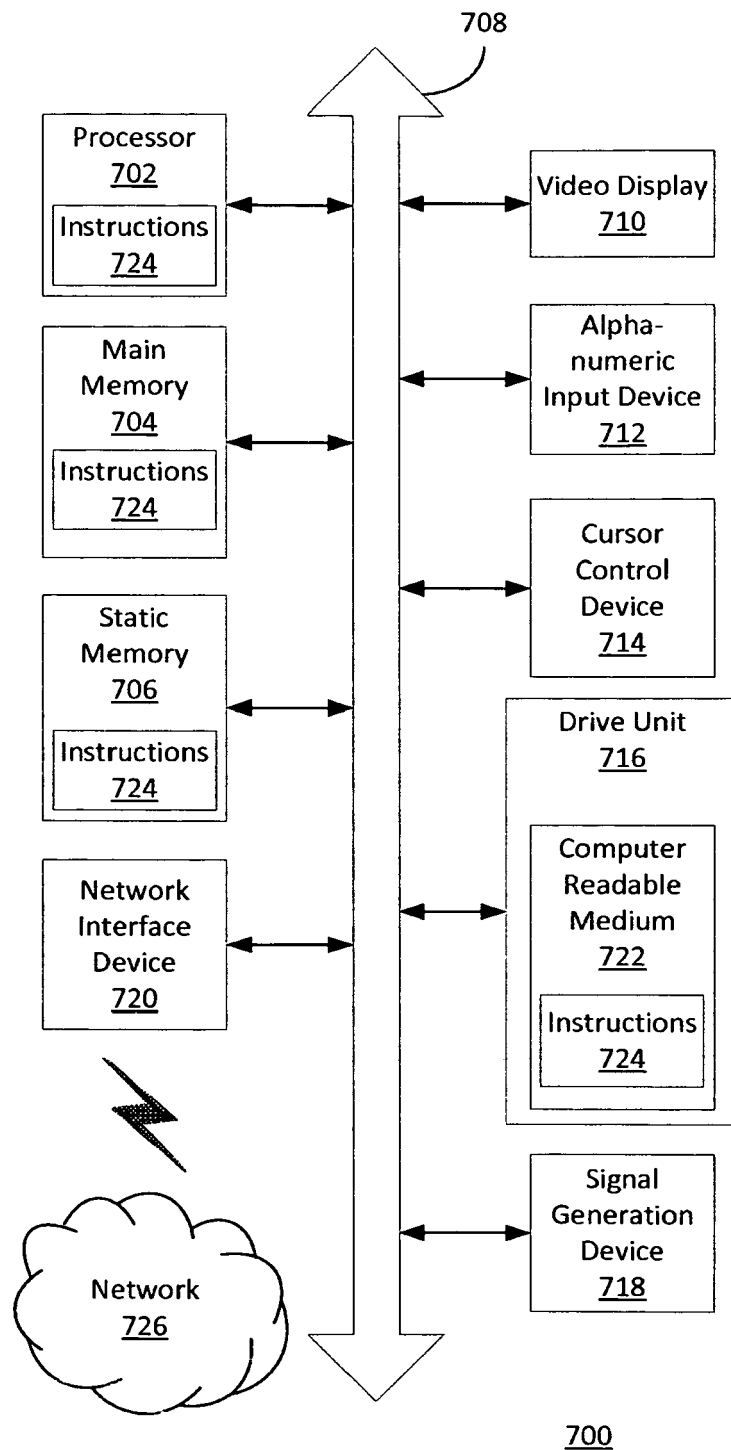 708
Processor
702
Instructions
724
Main
Memory
704
Instructions
724
Static
Memory
706
Instructions
724
Network
Interface
Device
720
Network
726
Video Display
710
Alpha-
numeric
Input Device
712
Cursor
Control
Device
714
Drive Unit
716
Computer
Readable
Medium
722
Instructions
724
Signal
Generation
Device
718
700